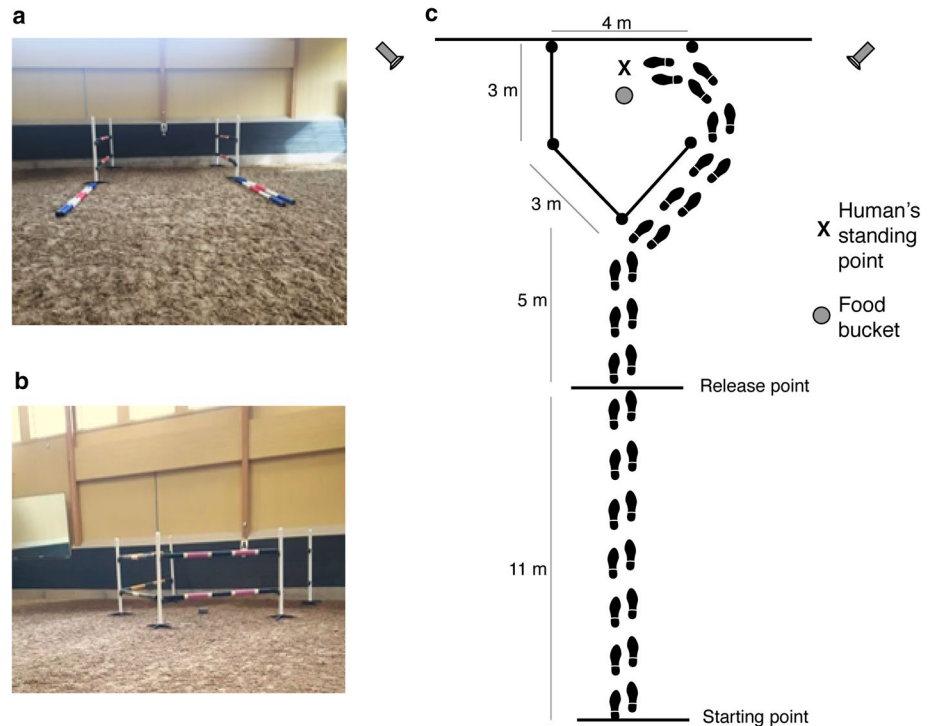 a
b
c
4 m
3 m
X
3 m
5 m
Release point
11 m
Starting point
X Human's
standing
point
Food
bucket